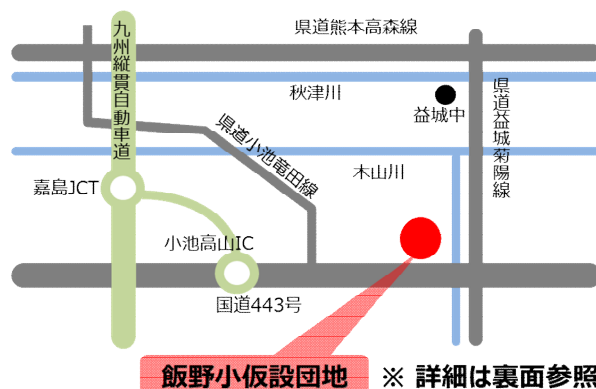 県道熊本高森線
九州縦貫自動車道
秋津川
益城中
県道益城菊陽線
県道小池竜田線
木山川
嘉島JCT
小池高山IC
国道443号
飯野小仮設団地
※ 詳細は裏面参照